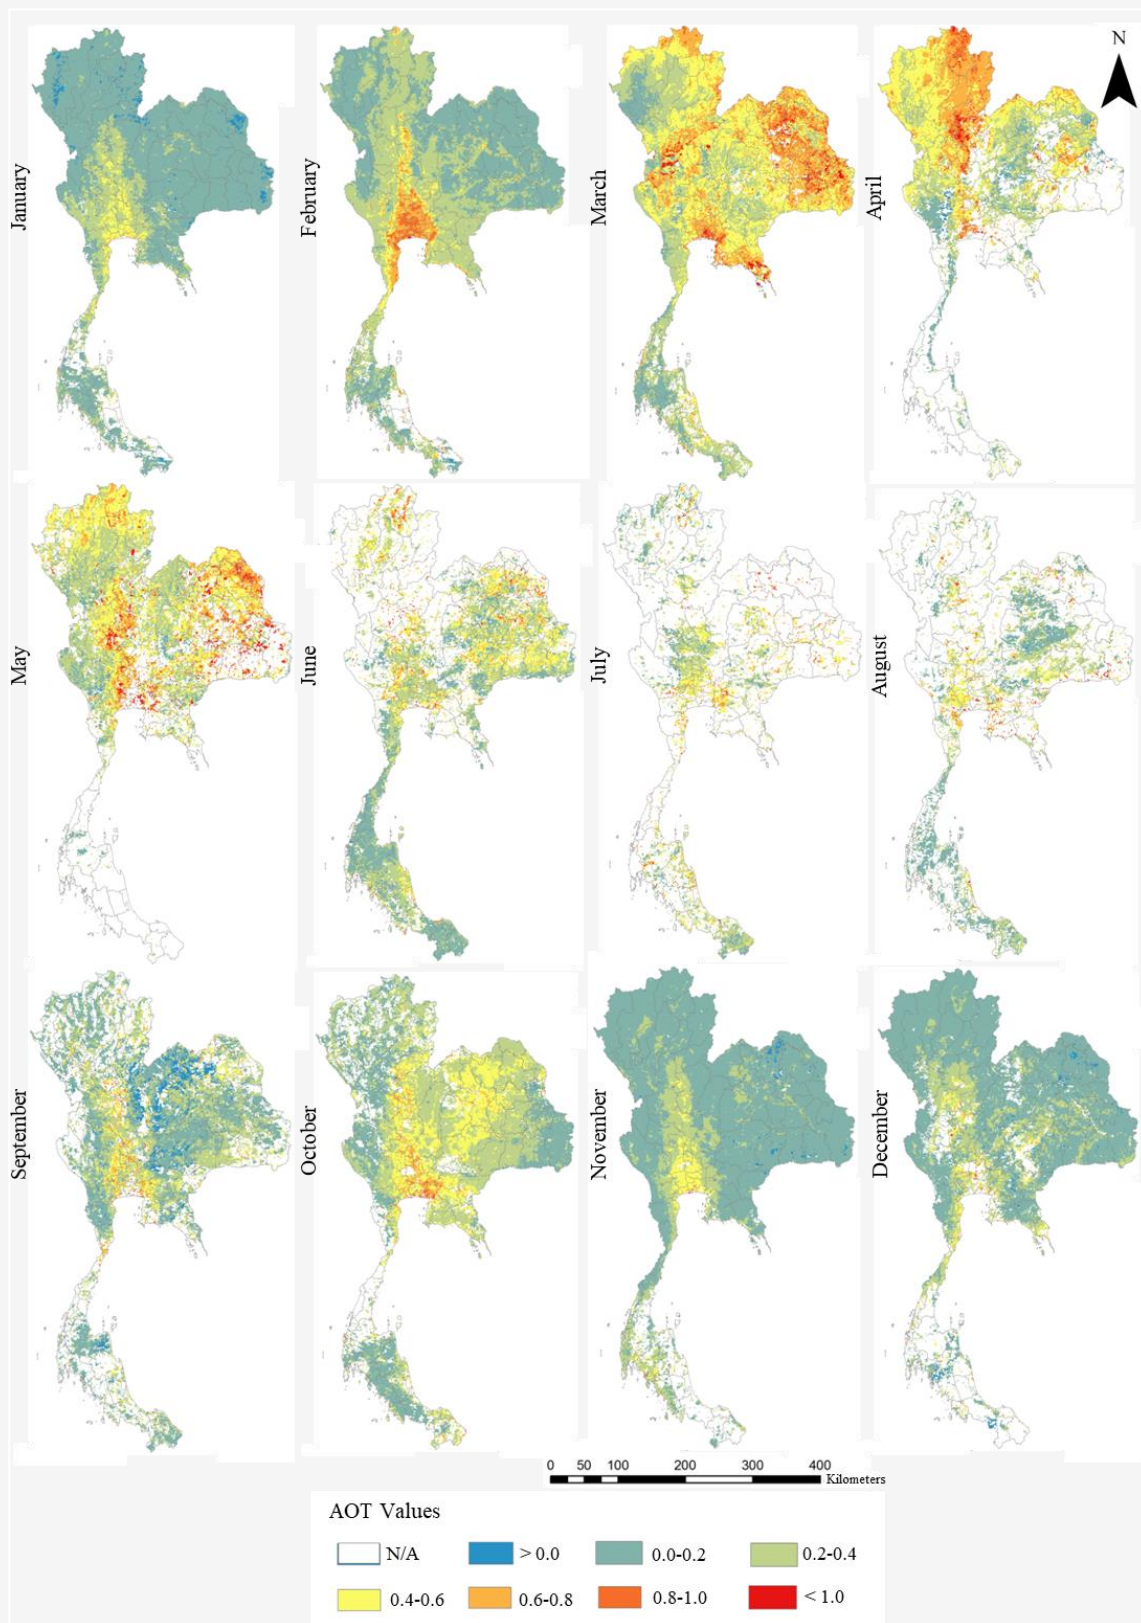 N
January
February
March
April
May
June
July
August
September
October
November
December
0 50 100 200 300 400
Kilometers
AOT Values
N/A > 0.0 0.0-0.2 0.2-0.4
0.4-0.6 0.6-0.8 0.8-1.0 < 1.0